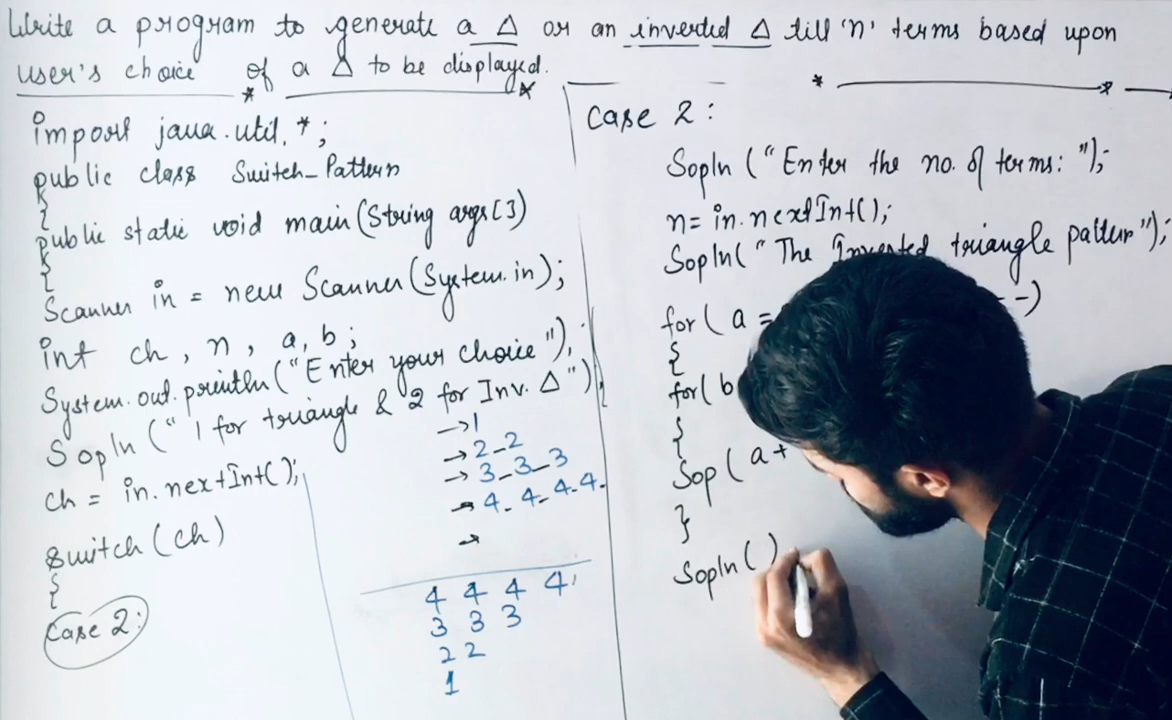 Write a program to generate a Δ or an inverted Δ till 'n' terms based upon
user's choice of a Δ to be displayed.
import java.util.*;
public class Switch_Pattern
{
public static void main(String args[])
{
Scanner in = new Scanner(System.in);
int ch, n, a, b;
System.out.println("Enter your choice");
Sopln("1 for triangle & 2 for Inv. Δ");
ch = in.nextInt();
switch(ch)
{
Case 2:
→1
→2-2
→3-3-3
→4-4-4-4-
→
4 4 4 4
3 3 3
2 2
1
Case 2:
Sopln("Enter the no. of terms: ");
n= in.nextInt();
Sopln("The Inverted triangle pattern");
for( a = --)
{
for( b
{
Sop( a+
}
Sopln()